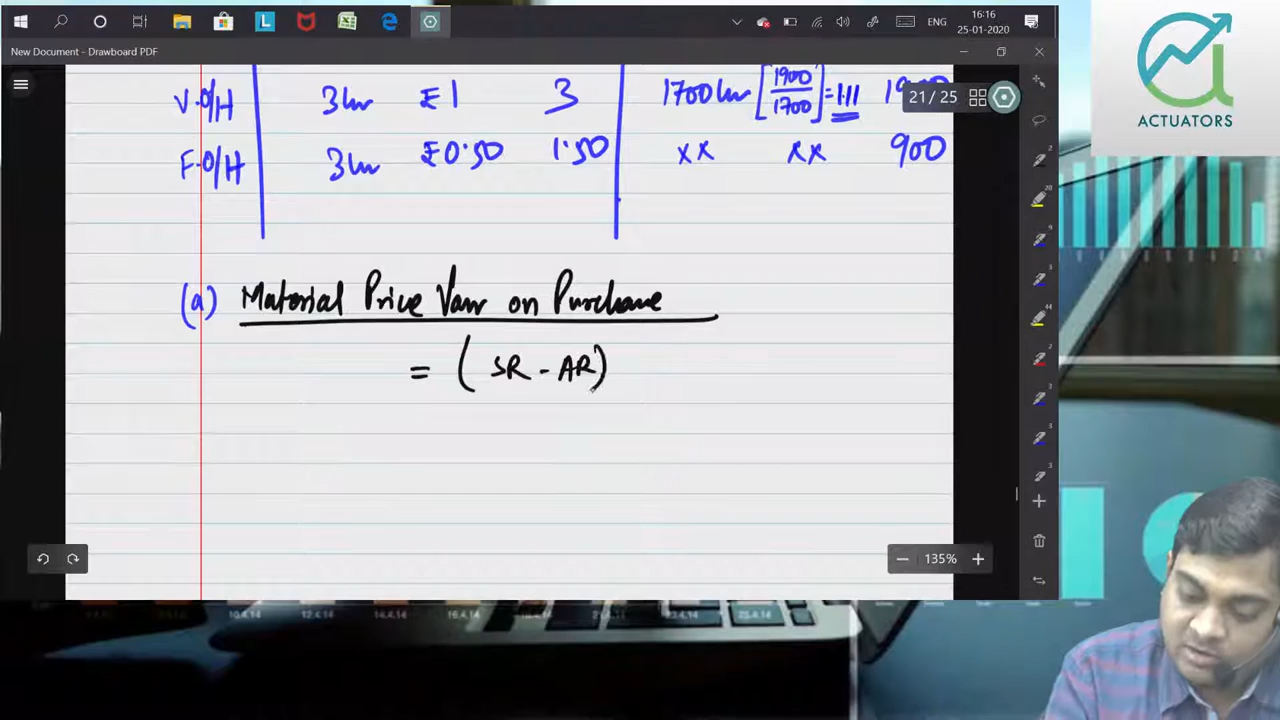 16:16
ENG
25-01-2020
New Document - Drawboard PDF
V.O/H 3hr ₹1 3 1700hr [1900/1700] = 1.11
21 / 25
F.O/H 3hr ₹0.50 1.50 xx xx 900
(a) Material Price Var on Purchase
= (SR - AR)
135%
ACTUATORS